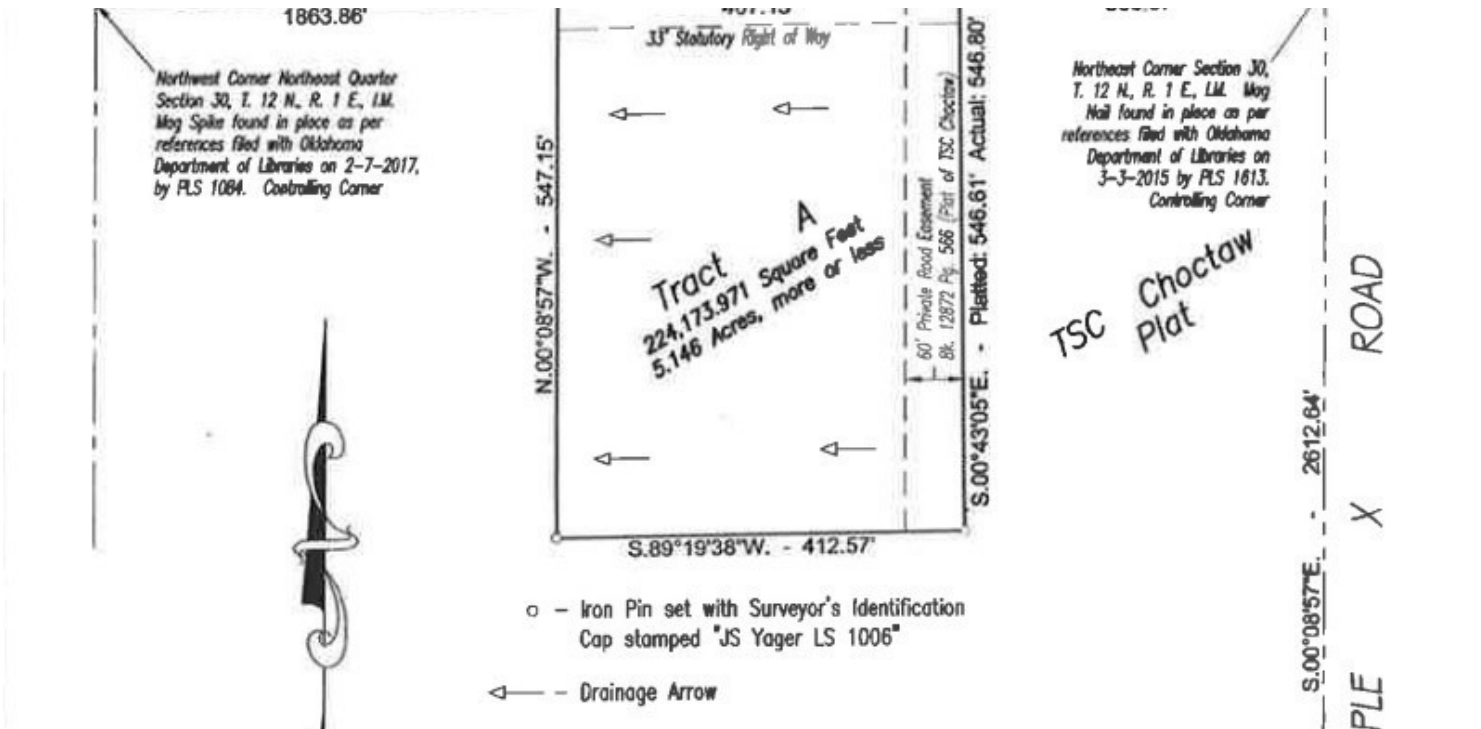 1863.86'
Northwest Corner Northeast Quarter
Section 30, T. 12 N., R. 1 E., I.M.
Mag Spike found in place as per
references filed with Oklahoma
Department of Libraries on 2-7-2017,
by PLS 1084. Controlling Corner
33' Statutory Right of Way
N.00°08'57"W. - 547.15'
Tract A
224,173.971 Square Feet
5.146 Acres, more or less
60' Private Road Easement
Bk. 12872 Pg. 566 (Plat of TSC Choctaw)
S.00°43'05"E. - Platted: 546.61' Actual: 546.80'
S.89°19'38"W. - 412.57'
Northeast Corner Section 30,
T. 12 N., R. 1 E., I.M. Mag
Nail found in place as per
references filed with Oklahoma
Department of Libraries on
3-3-2015 by PLS 1613.
Controlling Corner
TSC Choctaw
Plat
S.00°08'57"E. - 2612.64'
PLE X ROAD
o - Iron Pin set with Surveyor's Identification
Cap stamped "JS Yager LS 1006"
- Drainage Arrow